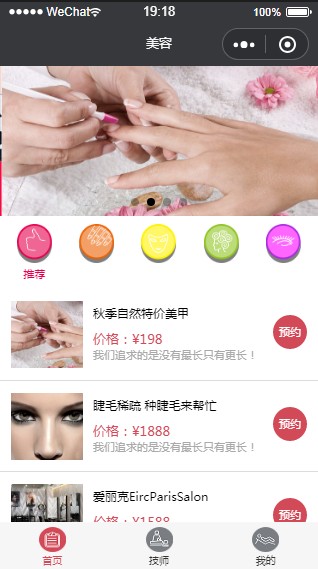 WeChat 19:18 100%
美容
推荐
秋季自然特价美甲
价格：¥198
我们追求的是没有最长只有更长！
预约
睫毛稀疏 种睫毛来帮忙
价格：¥1888
我们追求的是没有最长只有更长！
预约
爱丽克EircParisSalon
价格：¥1588
预约
首页 技师 我的